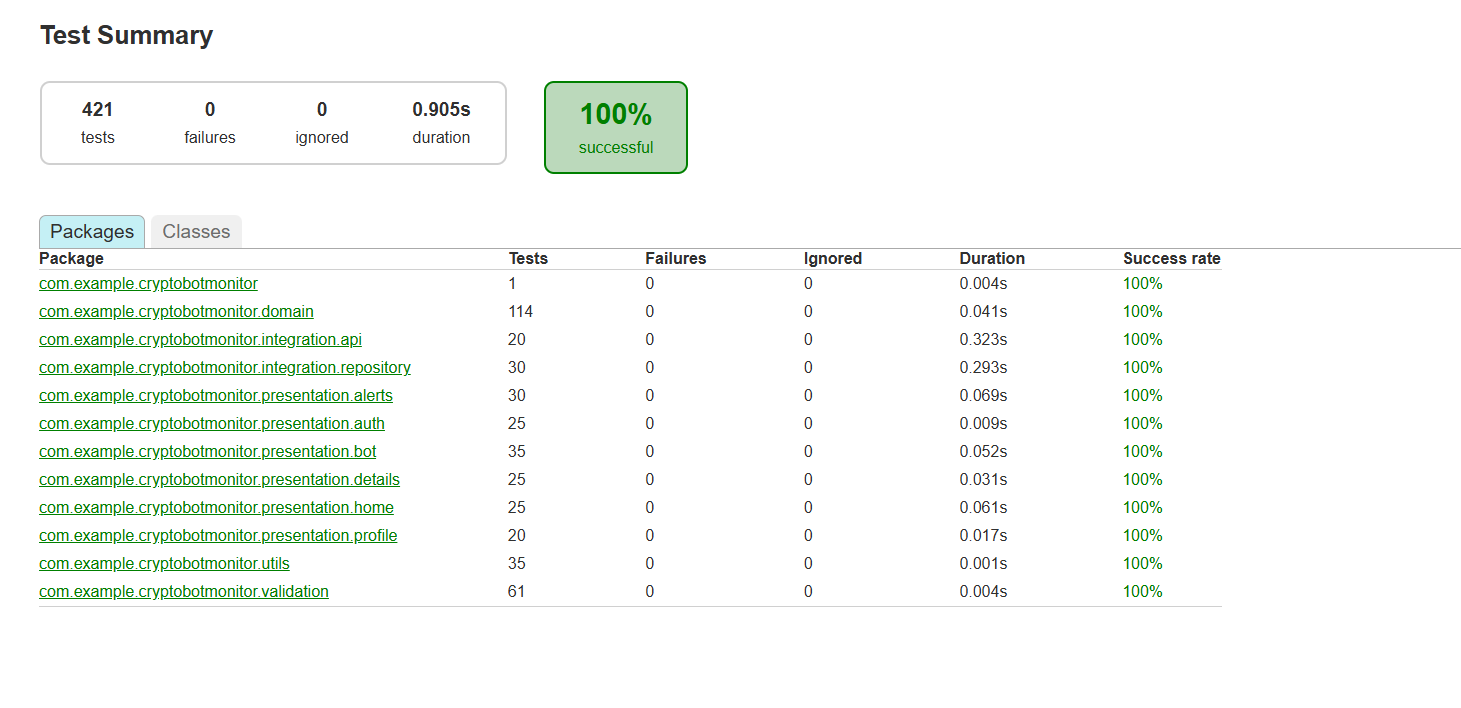 Test Summary
421 0 0 0.905s
tests failures ignored duration
100%
successful
Packages Classes
Package Tests Failures Ignored Duration Success rate
com.example.cryptobotmonitor 1 0 0 0.004s 100%
com.example.cryptobotmonitor.domain 114 0 0 0.041s 100%
com.example.cryptobotmonitor.integration.api 20 0 0 0.323s 100%
com.example.cryptobotmonitor.integration.repository 30 0 0 0.293s 100%
com.example.cryptobotmonitor.presentation.alerts 30 0 0 0.069s 100%
com.example.cryptobotmonitor.presentation.auth 25 0 0 0.009s 100%
com.example.cryptobotmonitor.presentation.bot 35 0 0 0.052s 100%
com.example.cryptobotmonitor.presentation.details 25 0 0 0.031s 100%
com.example.cryptobotmonitor.presentation.home 25 0 0 0.061s 100%
com.example.cryptobotmonitor.presentation.profile 20 0 0 0.017s 100%
com.example.cryptobotmonitor.utils 35 0 0 0.001s 100%
com.example.cryptobotmonitor.validation 61 0 0 0.004s 100%